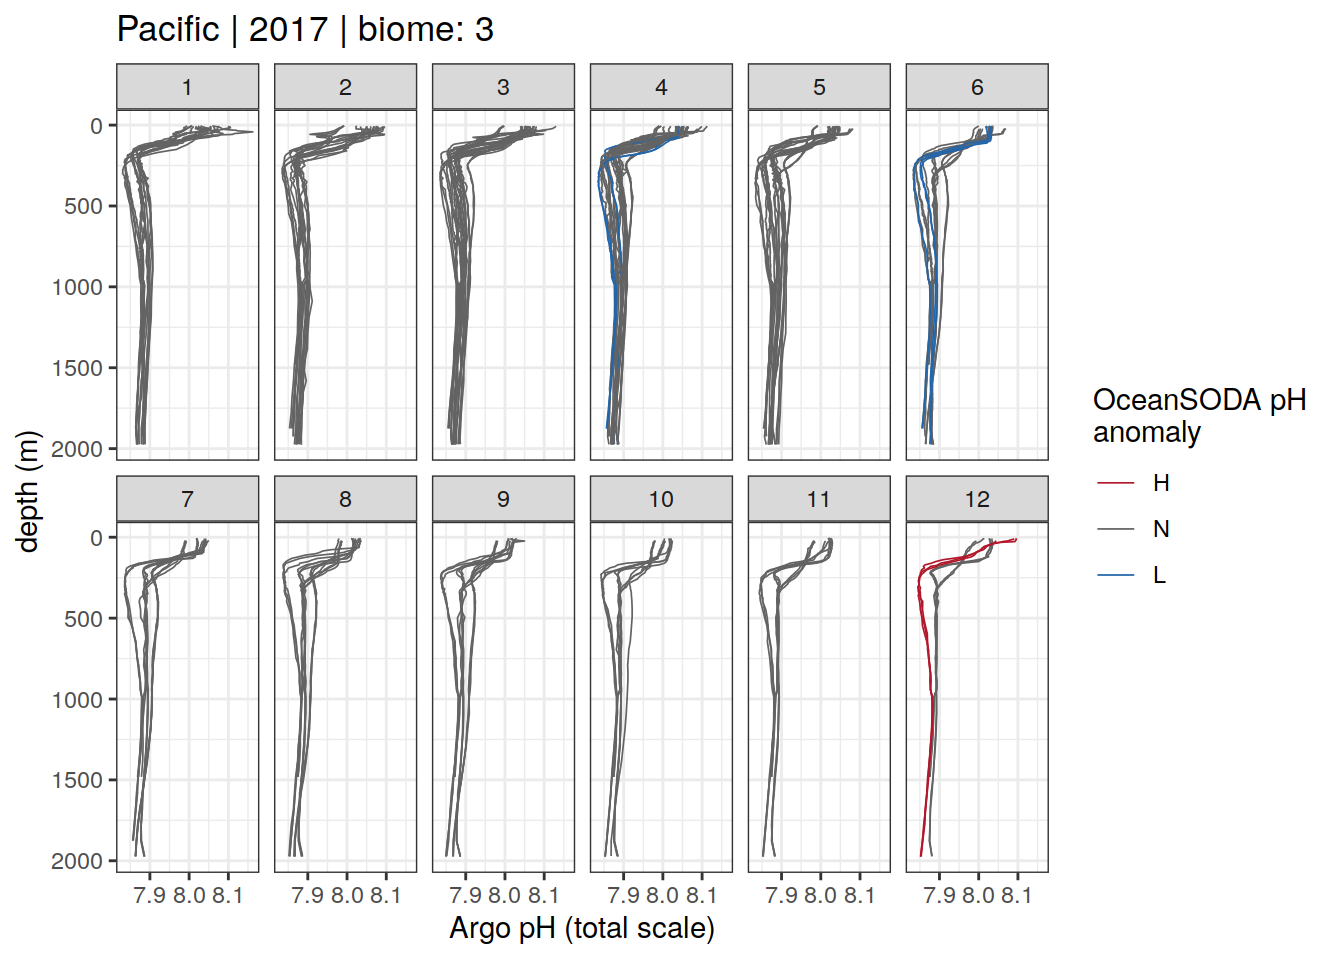 Pacific | 2017 | biome: 3
1 2 3 4 5 6
0
500
1000
1500
2000
7 8 9 10 11 12
0
500
1000
1500
2000
7.9 8.0 8.1 7.9 8.0 8.1 7.9 8.0 8.1 7.9 8.0 8.1 7.9 8.0 8.1 7.9 8.0 8.1
Argo pH (total scale)
depth (m)
OceanSODA pH
anomaly
H
N
L